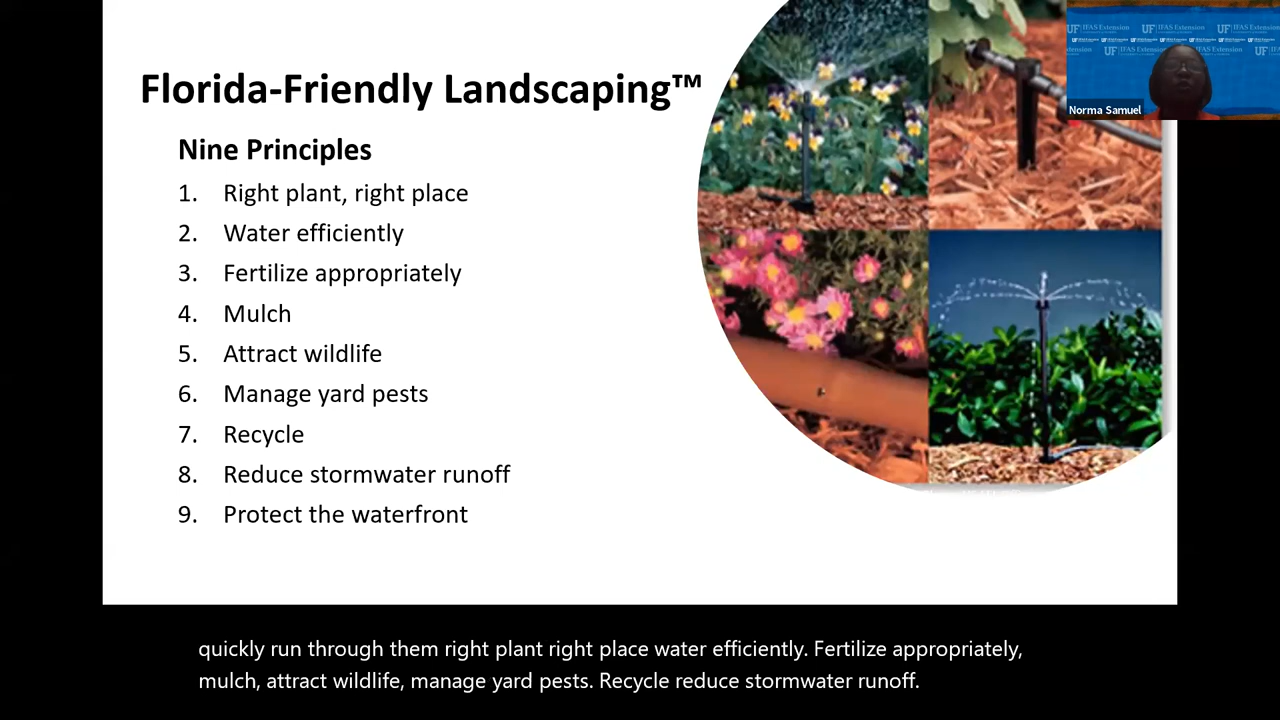 Florida-Friendly Landscaping™
Nine Principles
1. Right plant, right place
2. Water efficiently
3. Fertilize appropriately
4. Mulch
5. Attract wildlife
6. Manage yard pests
7. Recycle
8. Reduce stormwater runoff
9. Protect the waterfront
UF IFAS Extension
Norma Samuel
quickly run through them right plant right place water efficiently. Fertilize appropriately,
mulch, attract wildlife, manage yard pests. Recycle reduce stormwater runoff.